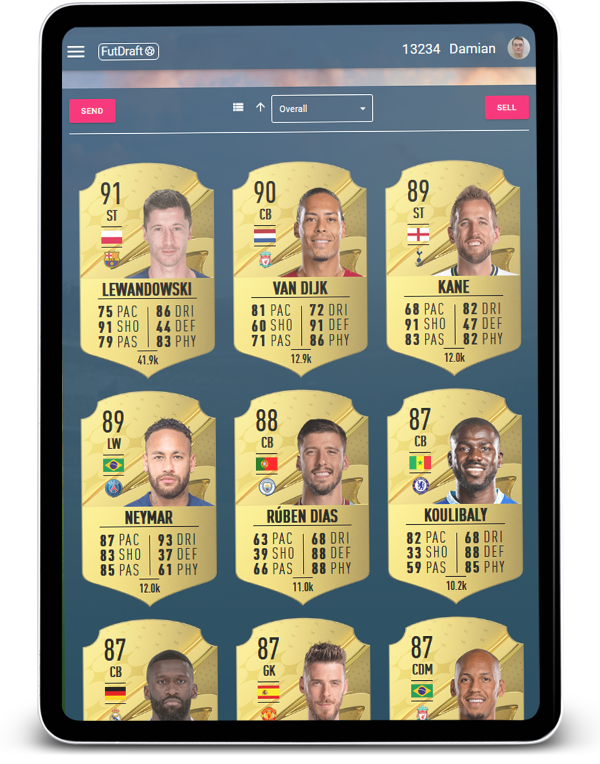 FutDraft 13234 Damian
SEND Overall SELL
91
ST
LEWANDOWSKI
75 PAC 86 DRI
91 SHO 44 DEF
79 PAS 83 PHY
41.9k
90
CB
VAN DIJK
81 PAC 72 DRI
60 SHO 91 DEF
71 PAS 86 PHY
12.9k
89
ST
KANE
68 PAC 82 DRI
91 SHO 47 DEF
83 PAS 82 PHY
12.0k
89
LW
NEYMAR
87 PAC 93 DRI
83 SHO 37 DEF
85 PAS 61 PHY
12.0k
88
CB
RÚBEN DIAS
63 PAC 68 DRI
39 SHO 88 DEF
66 PAS 88 PHY
11.0k
87
CB
KOULIBALY
82 PAC 68 DRI
33 SHO 88 DEF
59 PAS 85 PHY
10.2k
87
CB
87
GK
87
CDM